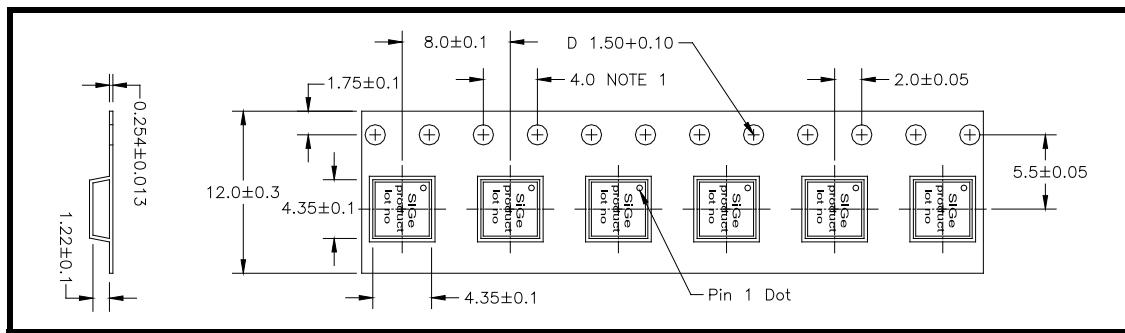 8.0±0.1
D 1.50+0.10
1.75±0.1
4.0 NOTE 1
2.0±0.05
0.254±0.013
12.0±0.3
4.35±0.1
5.5±0.05
1.22±0.1
SiGe
product
lot no
SiGe
product
lot no
SiGe
product
lot no
SiGe
product
lot no
SiGe
product
lot no
SiGe
product
lot no
4.35±0.1
Pin 1 Dot